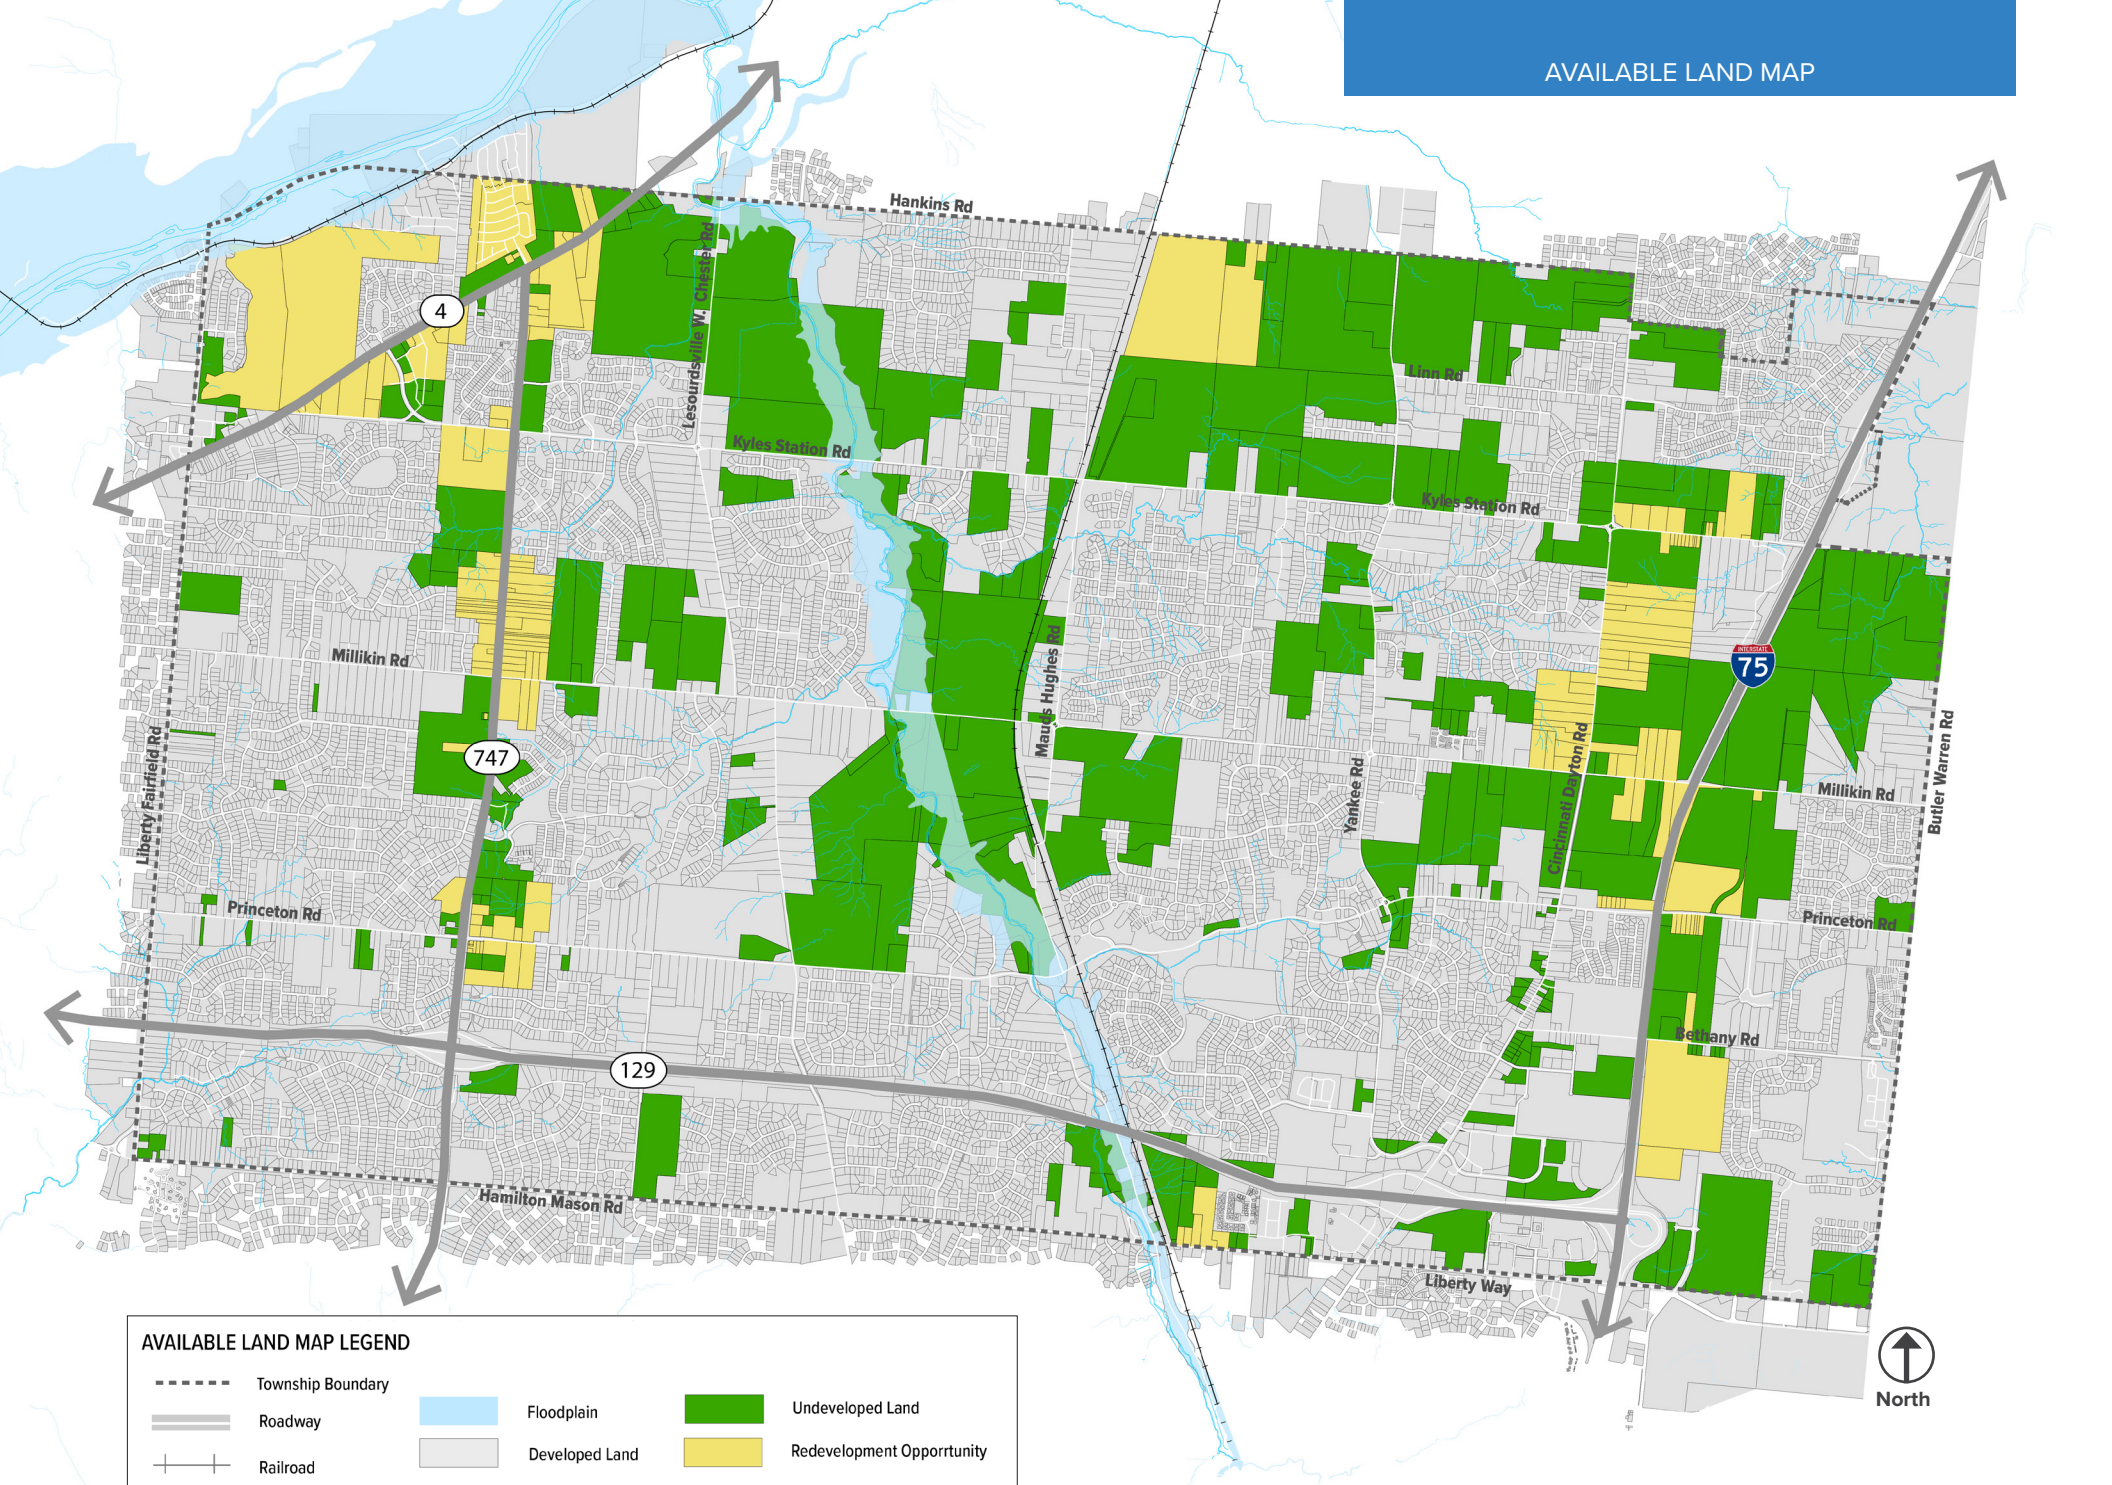 AVAILABLE LAND MAP
Hankins Rd
4
Lesourdsville W. Chester Rd
Linn Rd
Kyles Station Rd
Kyles Station Rd
INTERSTATE
75
Millikin Rd
Mauds Hughes Rd
Liberty Fairfield Rd
747
Yankee Rd
Cincinnati Dayton Rd
Millikin Rd
Butler Warren Rd
Princeton Rd
Princeton Rd
Bethany Rd
129
Hamilton Mason Rd
Liberty Way
North
AVAILABLE LAND MAP LEGEND
Township Boundary
Roadway
Railroad
Floodplain
Developed Land
Undeveloped Land
Redevelopment Opporrtunity